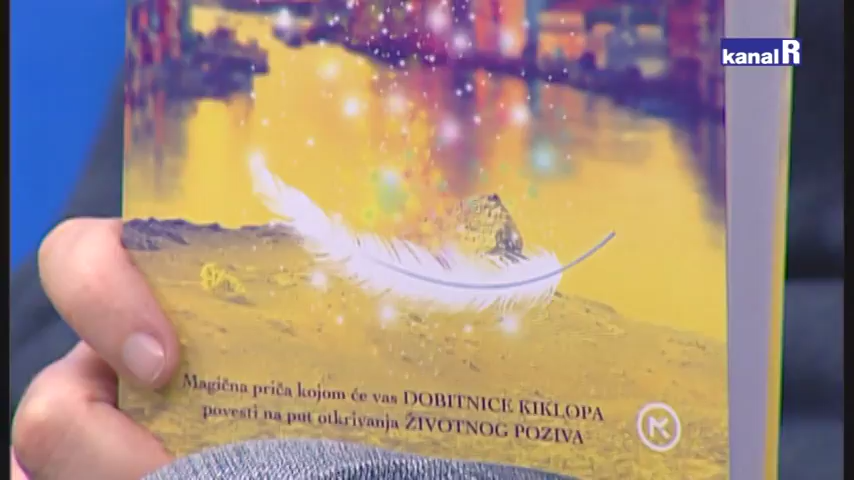 kanal R
Magična priča kojom će vas DOBITNICE KIKLOPA
povesti na put otkrivanja ŽIVOTNOG POZIVA